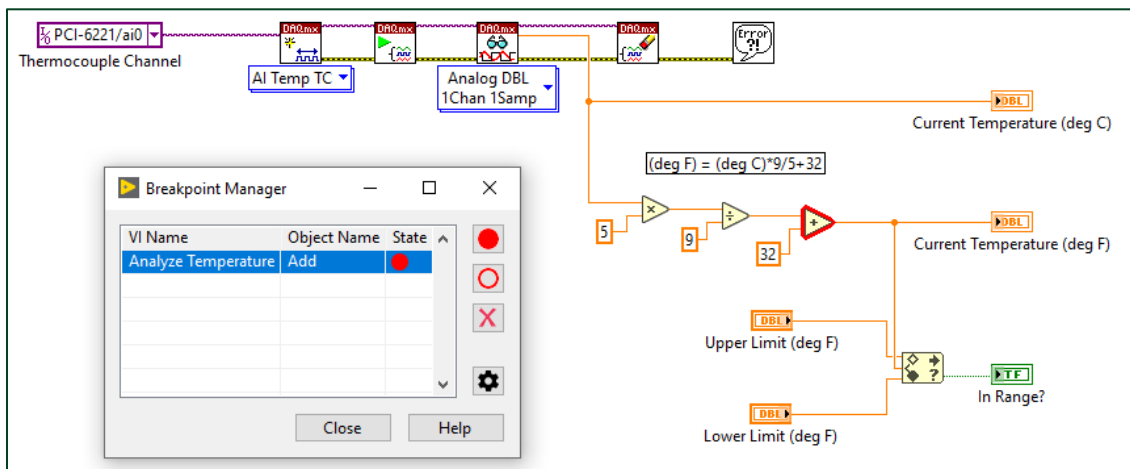 PCI-6221/ai0
Thermocouple Channel
DAQmx
DAQmx
DAQmx
DAQmx
Error
?!
AI Temp TC
Analog DBL
1Chan 1Samp
DBL
Current Temperature (deg C)
(deg F) = (deg C)*9/5+32
5
9
32
DBL
Current Temperature (deg F)
DBL
Upper Limit (deg F)
?
TF
In Range?
DBL
Lower Limit (deg F)
Breakpoint Manager
VI Name Object Name State
Analyze Temperature Add
Close Help